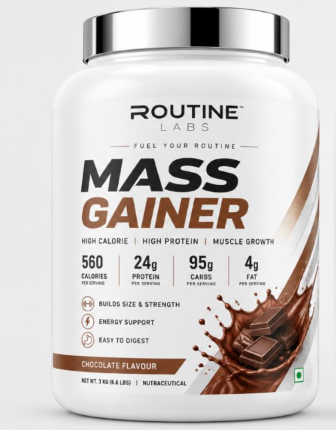 ROUTINE™
LABS
FUEL YOUR ROUTINE
MASS
GAINER
HIGH CALORIE | HIGH PROTEIN | MUSCLE GROWTH
560 24g 95g 4g
CALORIES PROTEIN CARBS FAT
PER SERVING PER SERVING PER SERVING PER SERVING
BUILDS SIZE & STRENGTH
ENERGY SUPPORT
EASY TO DIGEST
CHOCOLATE FLAVOUR
NET WT. 3 KG (6.6 LBS) | NUTRACEUTICAL